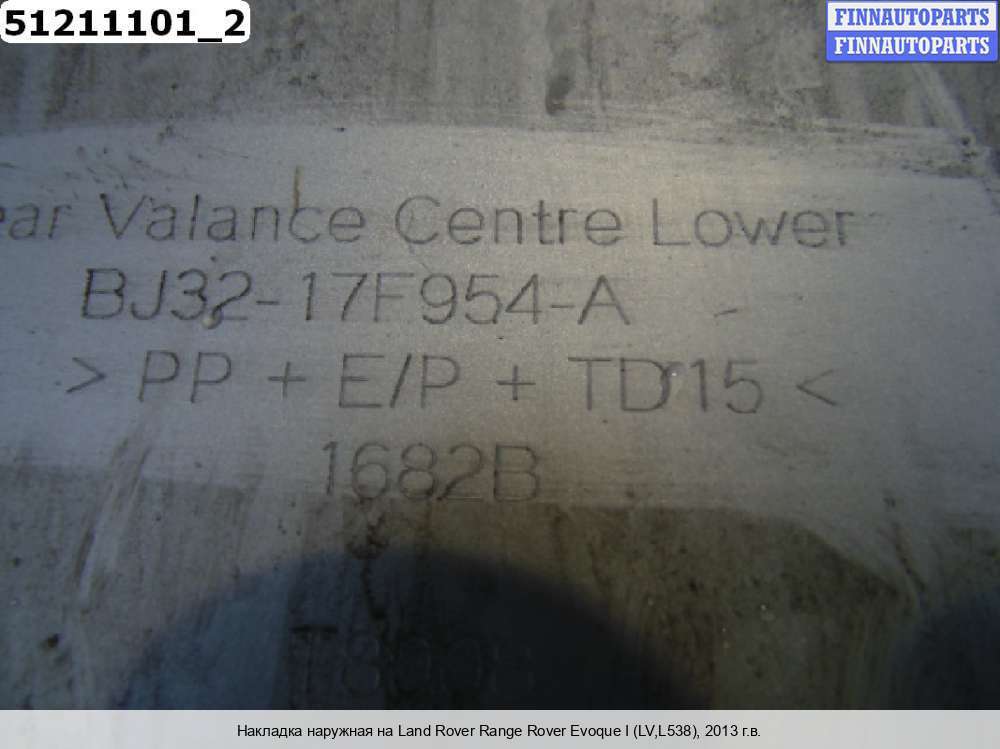 51211101_2
FINNAUTOPARTS
FINNAUTOPARTS
ear Valance Centre Lower
BJ32-17F954-A
> PP + E/P + TD15 <
1682B
Накладка наружная на Land Rover Range Rover Evoque I (LV,L538), 2013 г.в.